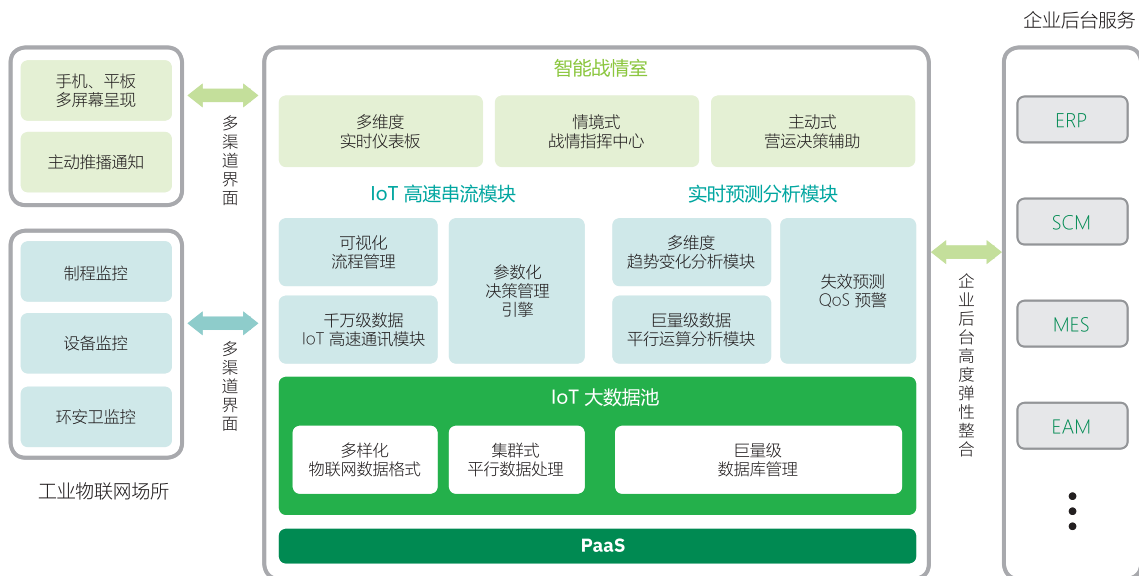 企业后台服务
手机、平板
多屏幕呈现
主动推播通知
多渠道界面
制程监控
设备监控
环安卫监控
多渠道界面
工业物联网场所
智能战情室
多维度
实时仪表板
情境式
战情指挥中心
主动式
营运决策辅助
IoT 高速串流模块
实时预测分析模块
可视化
流程管理
千万级数据
IoT 高速通讯模块
参数化
决策管理
引擎
多维度
趋势变化分析模块
巨量级数据
平行运算分析模块
失效预测
QoS 预警
IoT 大数据池
多样化
物联网数据格式
集群式
平行数据处理
巨量级
数据库管理
PaaS
企业后台高度弹性整合
ERP
SCM
MES
EAM